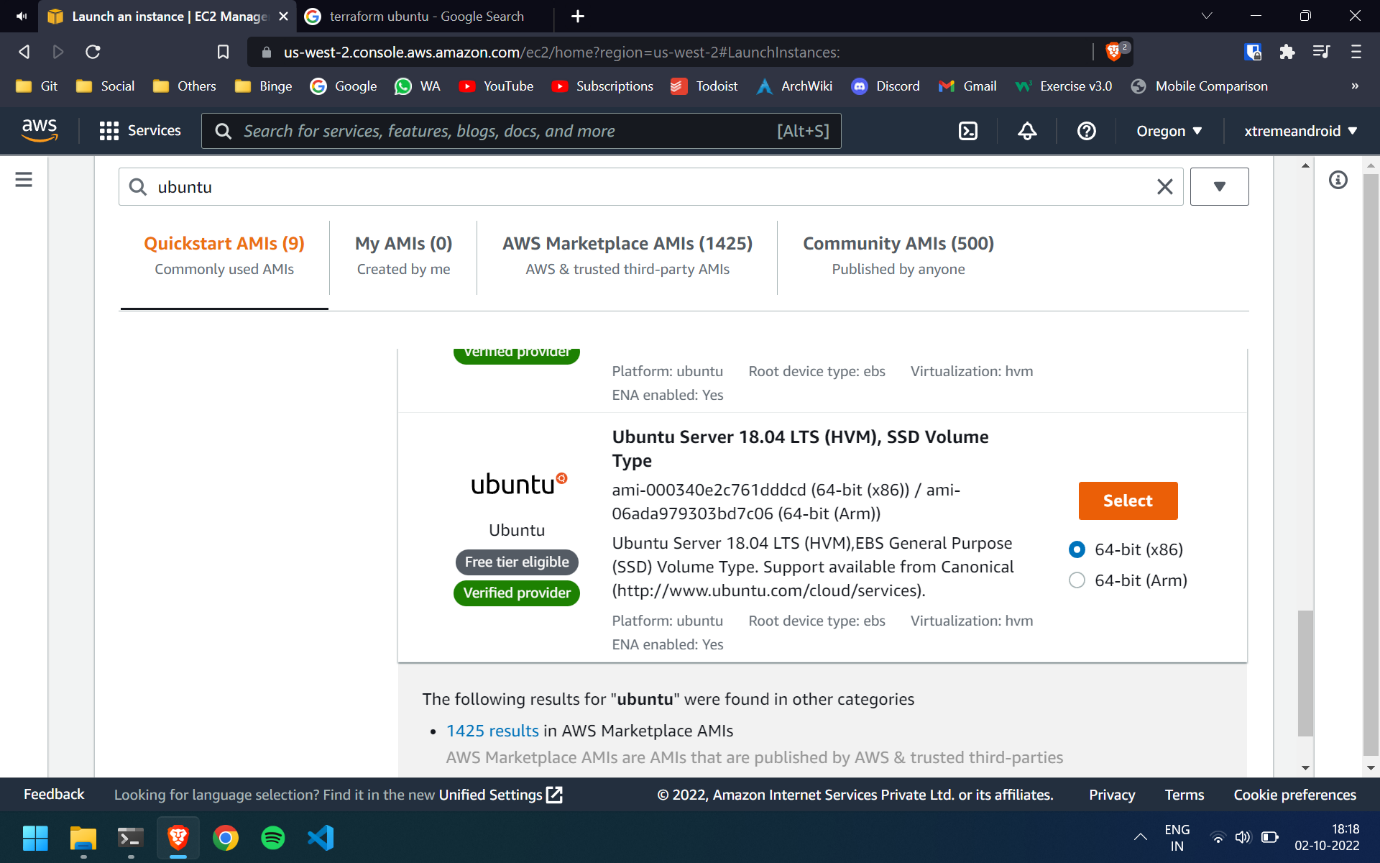 Launch an instance | EC2 Manage
terraform ubuntu - Google Search
us-west-2.console.aws.amazon.com/ec2/home?region=us-west-2#LaunchInstances:
2
Git
Social
Others
Binge
Google
WA
YouTube
Subscriptions
Todoist
ArchWiki
Discord
Gmail
Exercise v3.0
Mobile Comparison
»
aws
Services
Search for services, features, blogs, docs, and more
[Alt+S]
Oregon
xtremeandroid
ubuntu
Quickstart AMIs (9)
Commonly used AMIs
My AMIs (0)
Created by me
AWS Marketplace AMIs (1425)
AWS & trusted third-party AMIs
Community AMIs (500)
Published by anyone
Verified provider
Platform: ubuntu Root device type: ebs Virtualization: hvm
ENA enabled: Yes
ubuntu
Ubuntu
Free tier eligible
Verified provider
Ubuntu Server 18.04 LTS (HVM), SSD Volume
Type
ami-000340e2c761dddcd (64-bit (x86)) / ami-
06ada979303bd7c06 (64-bit (Arm))
Ubuntu Server 18.04 LTS (HVM),EBS General Purpose
(SSD) Volume Type. Support available from Canonical
(http://www.ubuntu.com/cloud/services).
Platform: ubuntu Root device type: ebs Virtualization: hvm
ENA enabled: Yes
Select
64-bit (x86)
64-bit (Arm)
The following results for "ubuntu" were found in other categories
• 1425 results in AWS Marketplace AMIs
AWS Marketplace AMIs are AMIs that are published by AWS & trusted third-parties
Feedback
Looking for language selection? Find it in the new Unified Settings
© 2022, Amazon Internet Services Private Ltd. or its affiliates.
Privacy
Terms
Cookie preferences
ENG
IN
18:18
02-10-2022